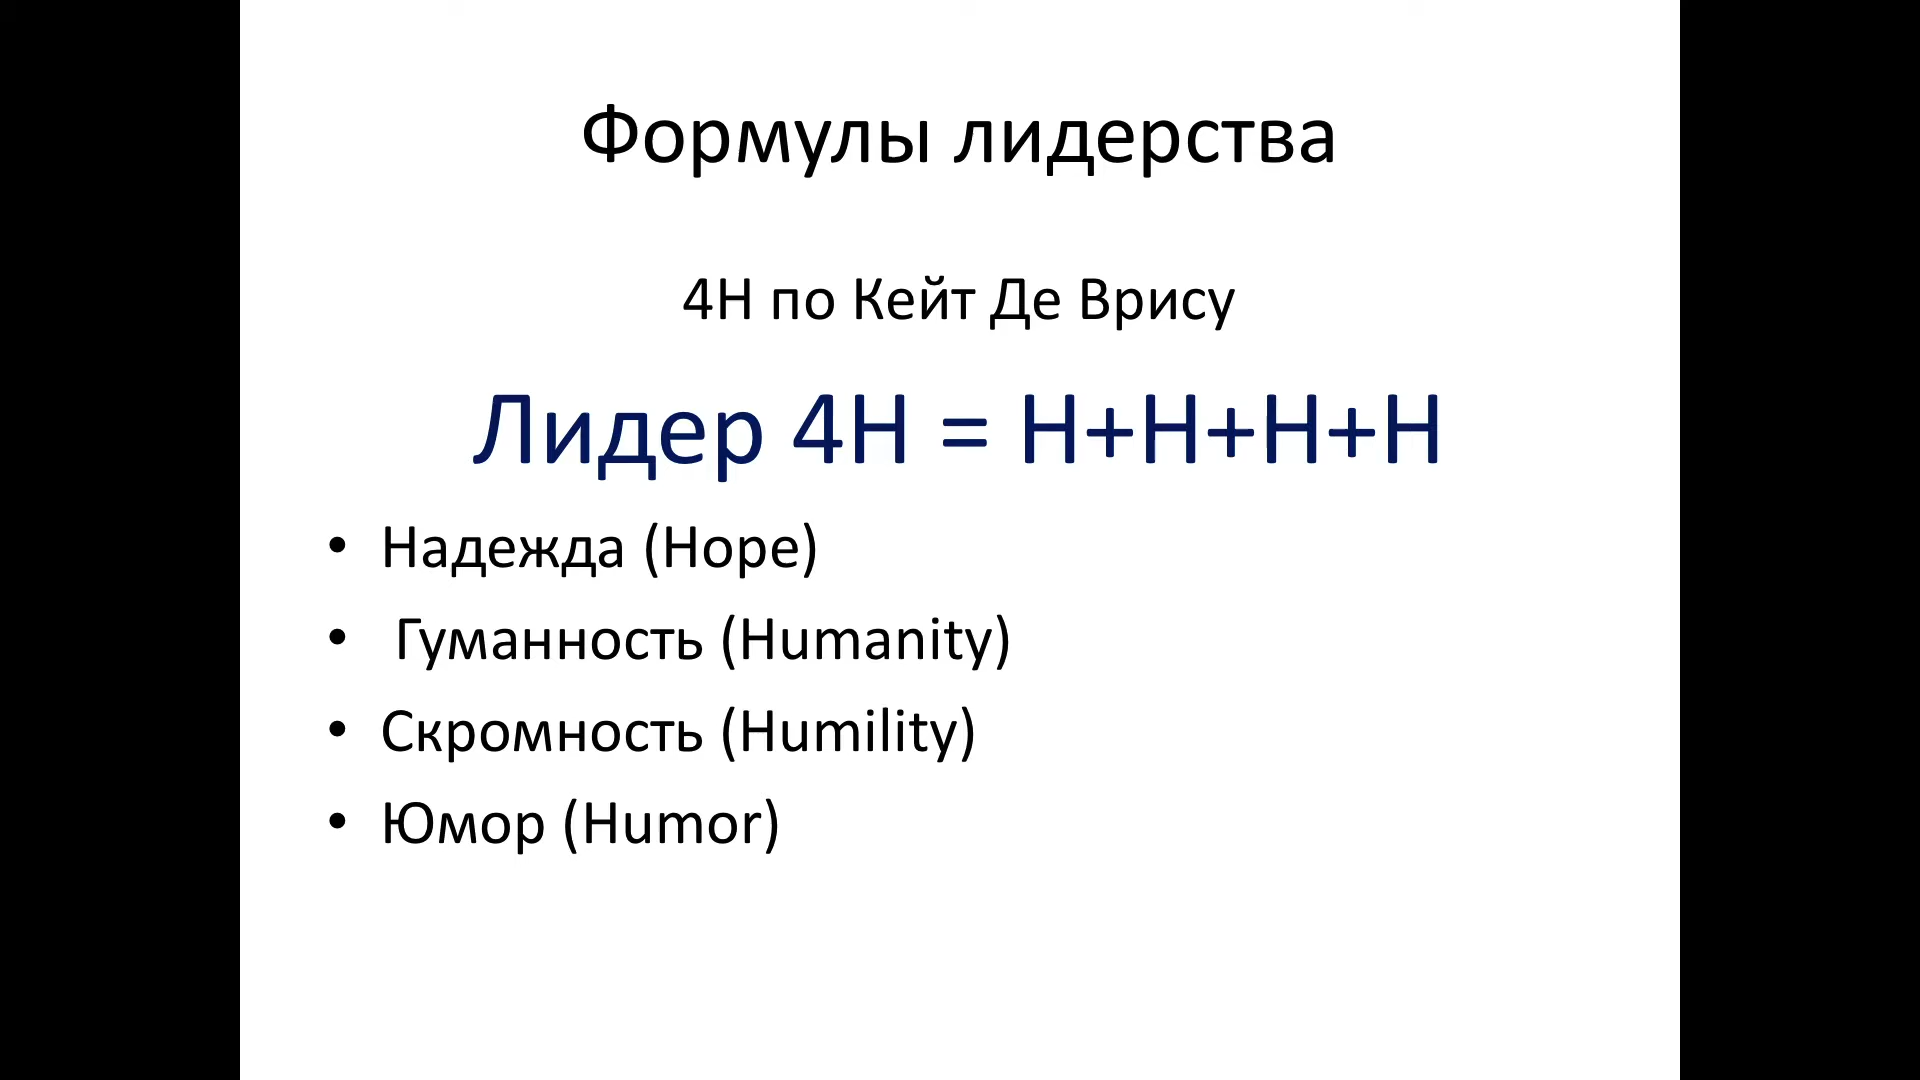 Формулы лидерства
4Н по Кейт Де Врису
Лидер 4Н = Н+Н+Н+Н
• Надежда (Hope)
• Гуманность (Humanity)
• Скромность (Humility)
• Юмор (Humor)